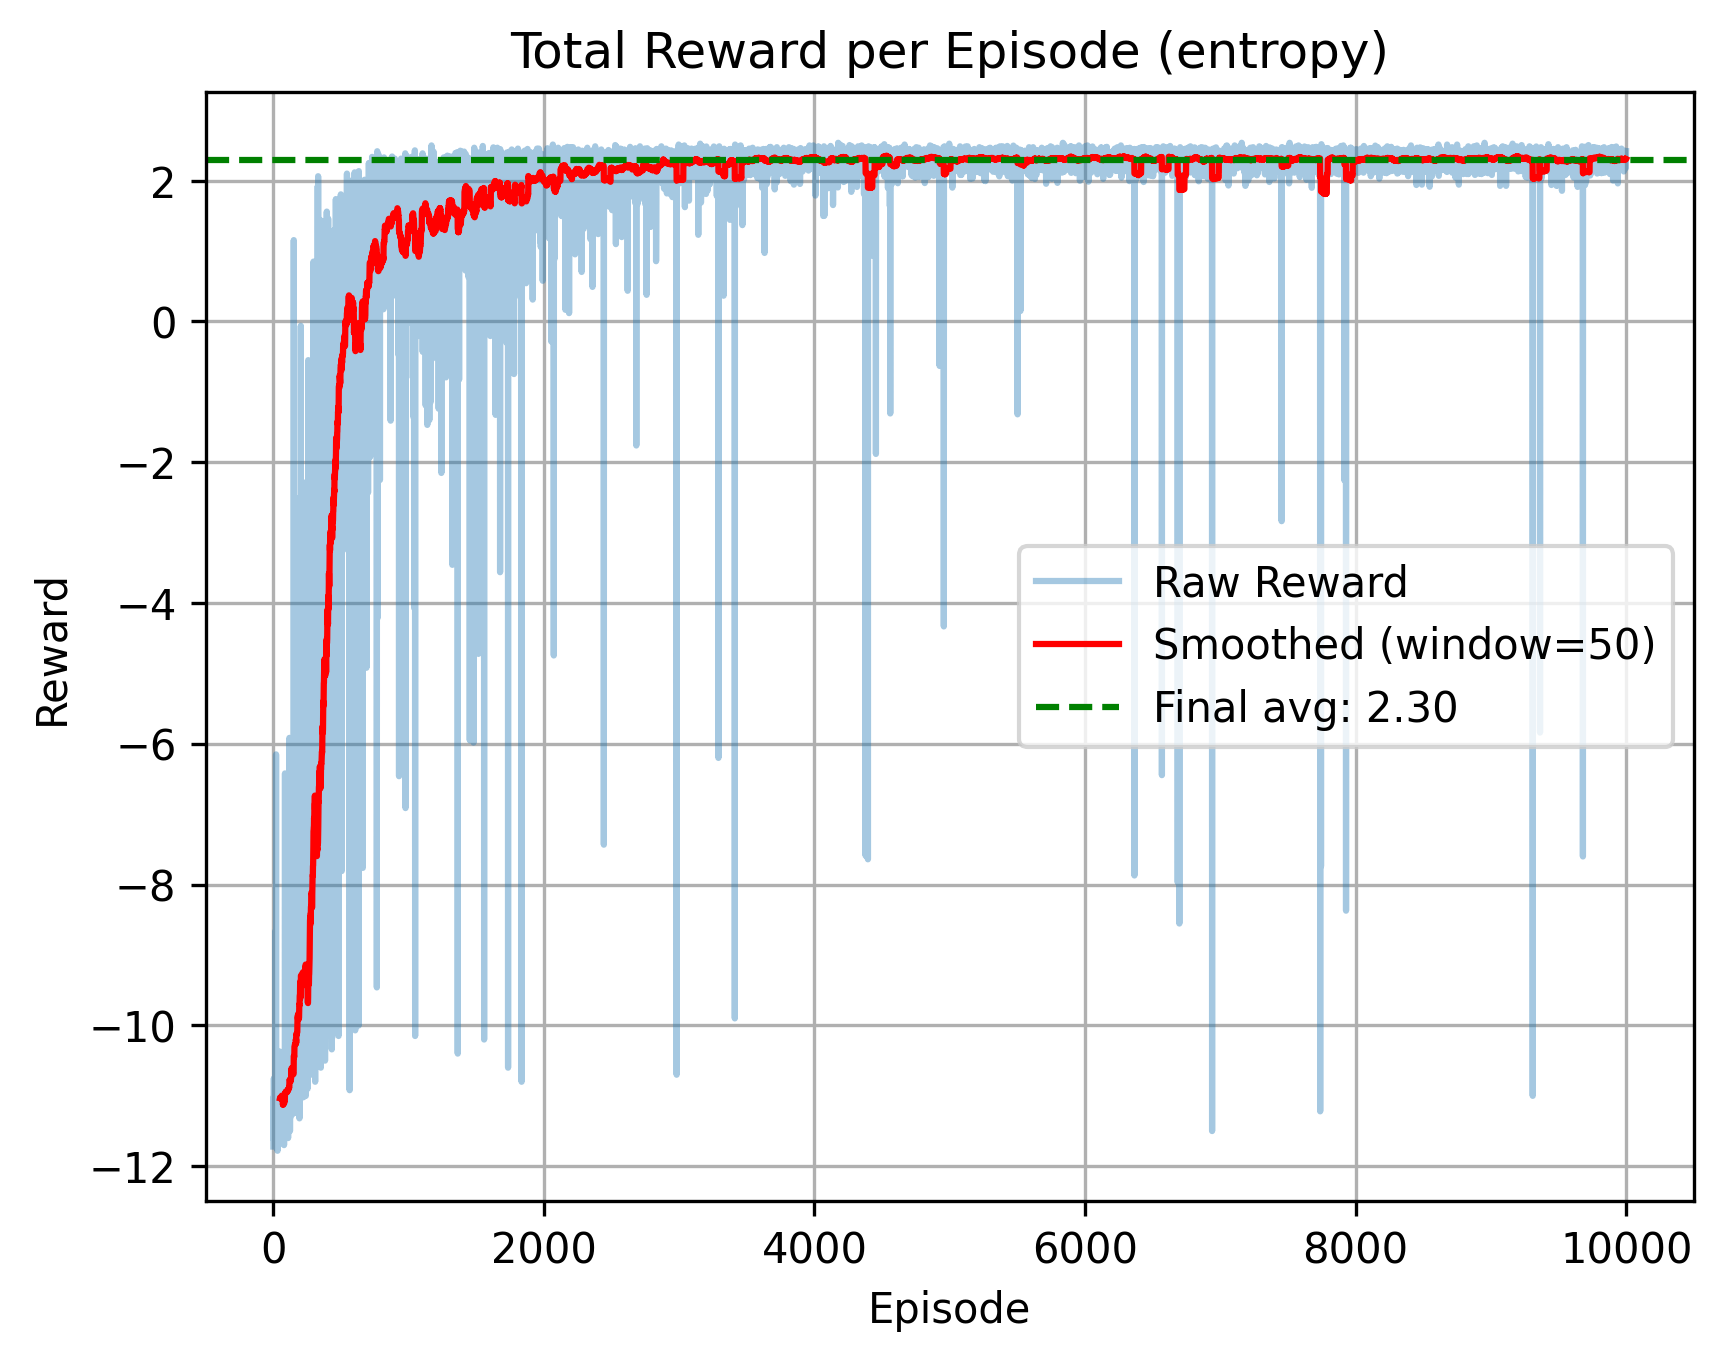 Total Reward per Episode (entropy)
Reward
2
0
−2
−4
−6
−8
−10
−12
Raw Reward
Smoothed (window=50)
Final avg: 2.30
0 2000 4000 6000 8000 10000
Episode